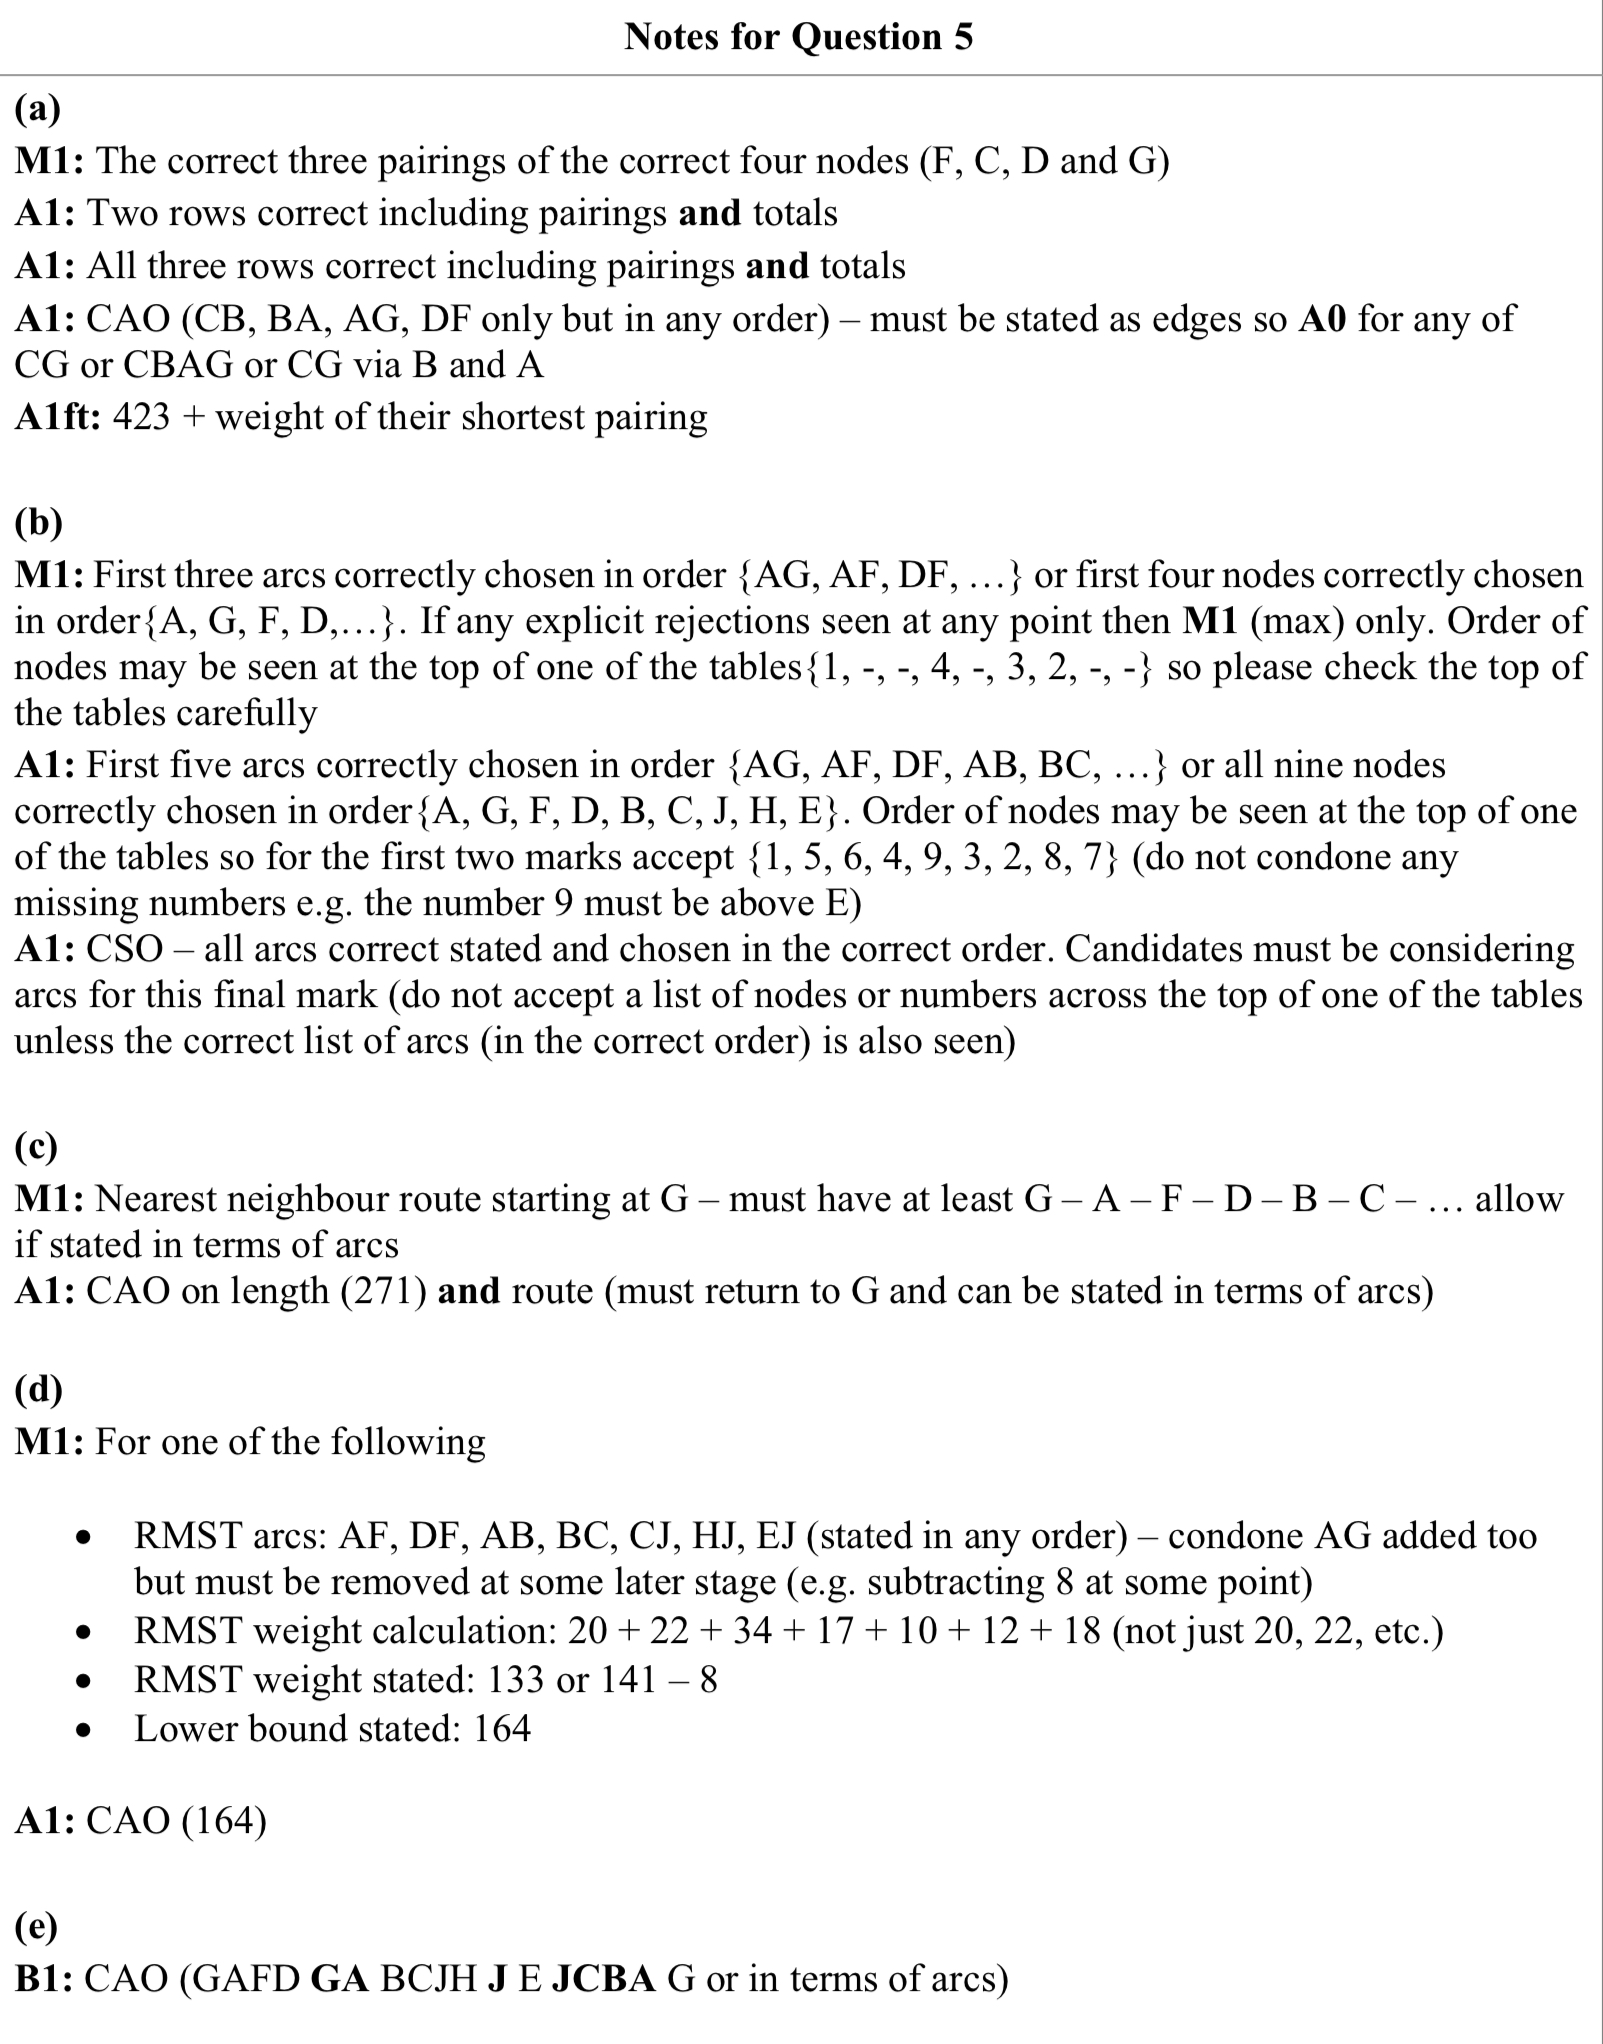 Notes for Question 5
(a)
M1: The correct three pairings of the correct four nodes (F, C, D and G)
A1: Two rows correct including pairings and totals
A1: All three rows correct including pairings and totals
A1: CAO (CB, BA, AG, DF only but in any order) – must be stated as edges so A0 for any of
CG or CBAG or CG via B and A
A1ft: 423 + weight of their shortest pairing
(b)
M1: First three arcs correctly chosen in order {AG, AF, DF, …} or first four nodes correctly chosen
in order{A, G, F, D,…}. If any explicit rejections seen at any point then M1 (max) only. Order of
nodes may be seen at the top of one of the tables{1, -, -, 4, -, 3, 2, -, -} so please check the top of
the tables carefully
A1: First five arcs correctly chosen in order {AG, AF, DF, AB, BC, …} or all nine nodes
correctly chosen in order{A, G, F, D, B, C, J, H, E}. Order of nodes may be seen at the top of one
of the tables so for the first two marks accept {1, 5, 6, 4, 9, 3, 2, 8, 7} (do not condone any
missing numbers e.g. the number 9 must be above E)
A1: CSO – all arcs correct stated and chosen in the correct order. Candidates must be considering
arcs for this final mark (do not accept a list of nodes or numbers across the top of one of the tables
unless the correct list of arcs (in the correct order) is also seen)
(c)
M1: Nearest neighbour route starting at G – must have at least G – A – F – D – B – C – … allow
if stated in terms of arcs
A1: CAO on length (271) and route (must return to G and can be stated in terms of arcs)
(d)
M1: For one of the following
• RMST arcs: AF, DF, AB, BC, CJ, HJ, EJ (stated in any order) – condone AG added too
but must be removed at some later stage (e.g. subtracting 8 at some point)
• RMST weight calculation: 20 + 22 + 34 + 17 + 10 + 12 + 18 (not just 20, 22, etc.)
• RMST weight stated: 133 or 141 – 8
• Lower bound stated: 164
A1: CAO (164)
(e)
B1: CAO (GAFD GA BCJH J E JCBA G or in terms of arcs)